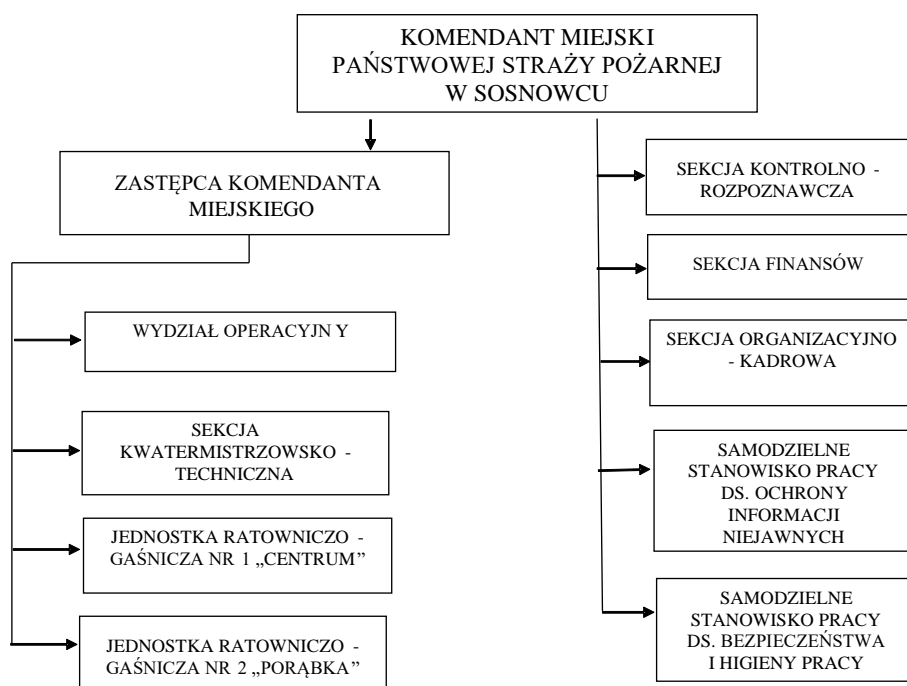 KOMENDANT MIEJSKI
PAŃSTWOWEJ STRAŻY POŻARNEJ
W SOSNOWCU
ZASTĘPCA KOMENDANTA
MIEJSKIEGO
WYDZIAŁ OPERACYJN Y
SEKCJA
KWATERMISTRZOWSKO -
TECHNICZNA
JEDNOSTKA RATOWNICZO -
GAŚNICZA NR 1 „CENTRUM”
JEDNOSTKA RATOWNICZO -
GAŚNICZA NR 2 „PORĄBKA”
SEKCJA KONTROLNO -
ROZPOZNAWCZA
SEKCJA FINANSÓW
SEKCJA ORGANIZACYJNO
- KADROWA
SAMODZIELNE
STANOWISKO PRACY
DS. OCHRONY
INFORMACJI
NIEJAWNYCH
SAMODZIELNE
STANOWISKO PRACY
DS. BEZPIECZEŃSTWA
I HIGIENY PRACY